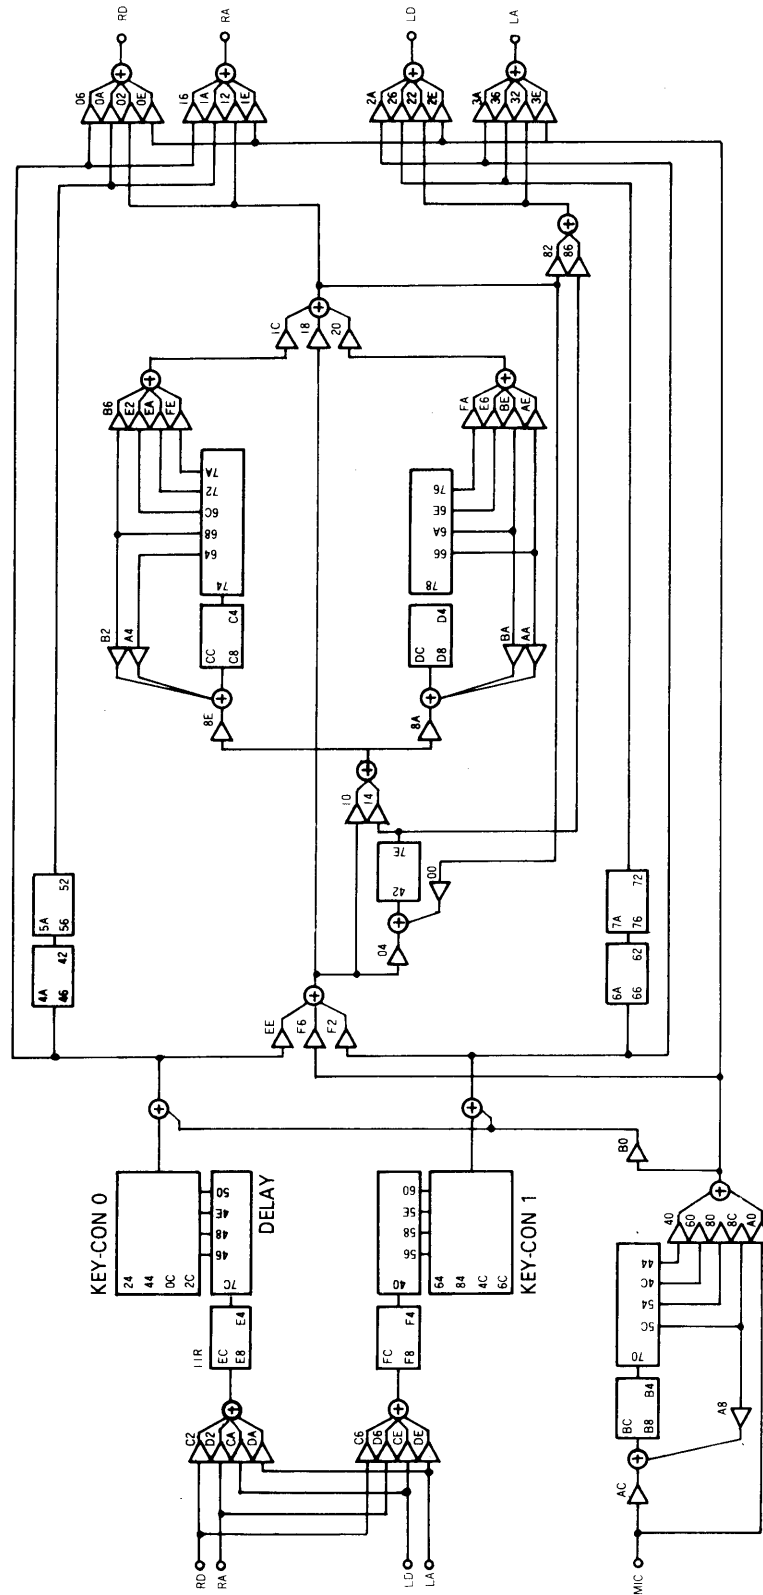 RD
RA
LD
LA
06
0A
02
0E
16
1A
12
1E
2A
26
22
2E
3A
36
32
3E
82
86
1C
18
20
B6
E2
EA
FE
FA
E6
BE
AE
7A
72
6C
68
64
74
76
6E
6A
66
78
B2
A4
CC
C4
C8
DC
D4
D8
BA
AA
8E
8A
10
14
7E
42
00
04
5A
52
56
4A
42
46
7A
72
76
6A
62
66
EE
F6
F2
KEY-CON 0
24
44
0C
2C
50
4E
48
46
7C
DELAY
60
5E
58
56
40
64
84
4C
6C
KEY-CON 1
B0
11R
EC
E4
E8
FC
F4
F8
40
60
80
8C
A0
44
4C
54
5C
70
BC
B4
B8
A8
AC
C2
D2
CA
DA
C6
D6
CE
DE
RD
RA
LD
LA
MIC